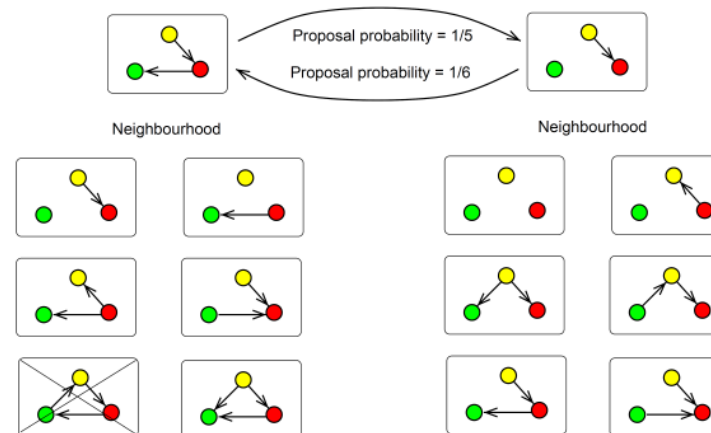 Proposal probability = 1/5
Proposal probability = 1/6
Neighbourhood
Neighbourhood